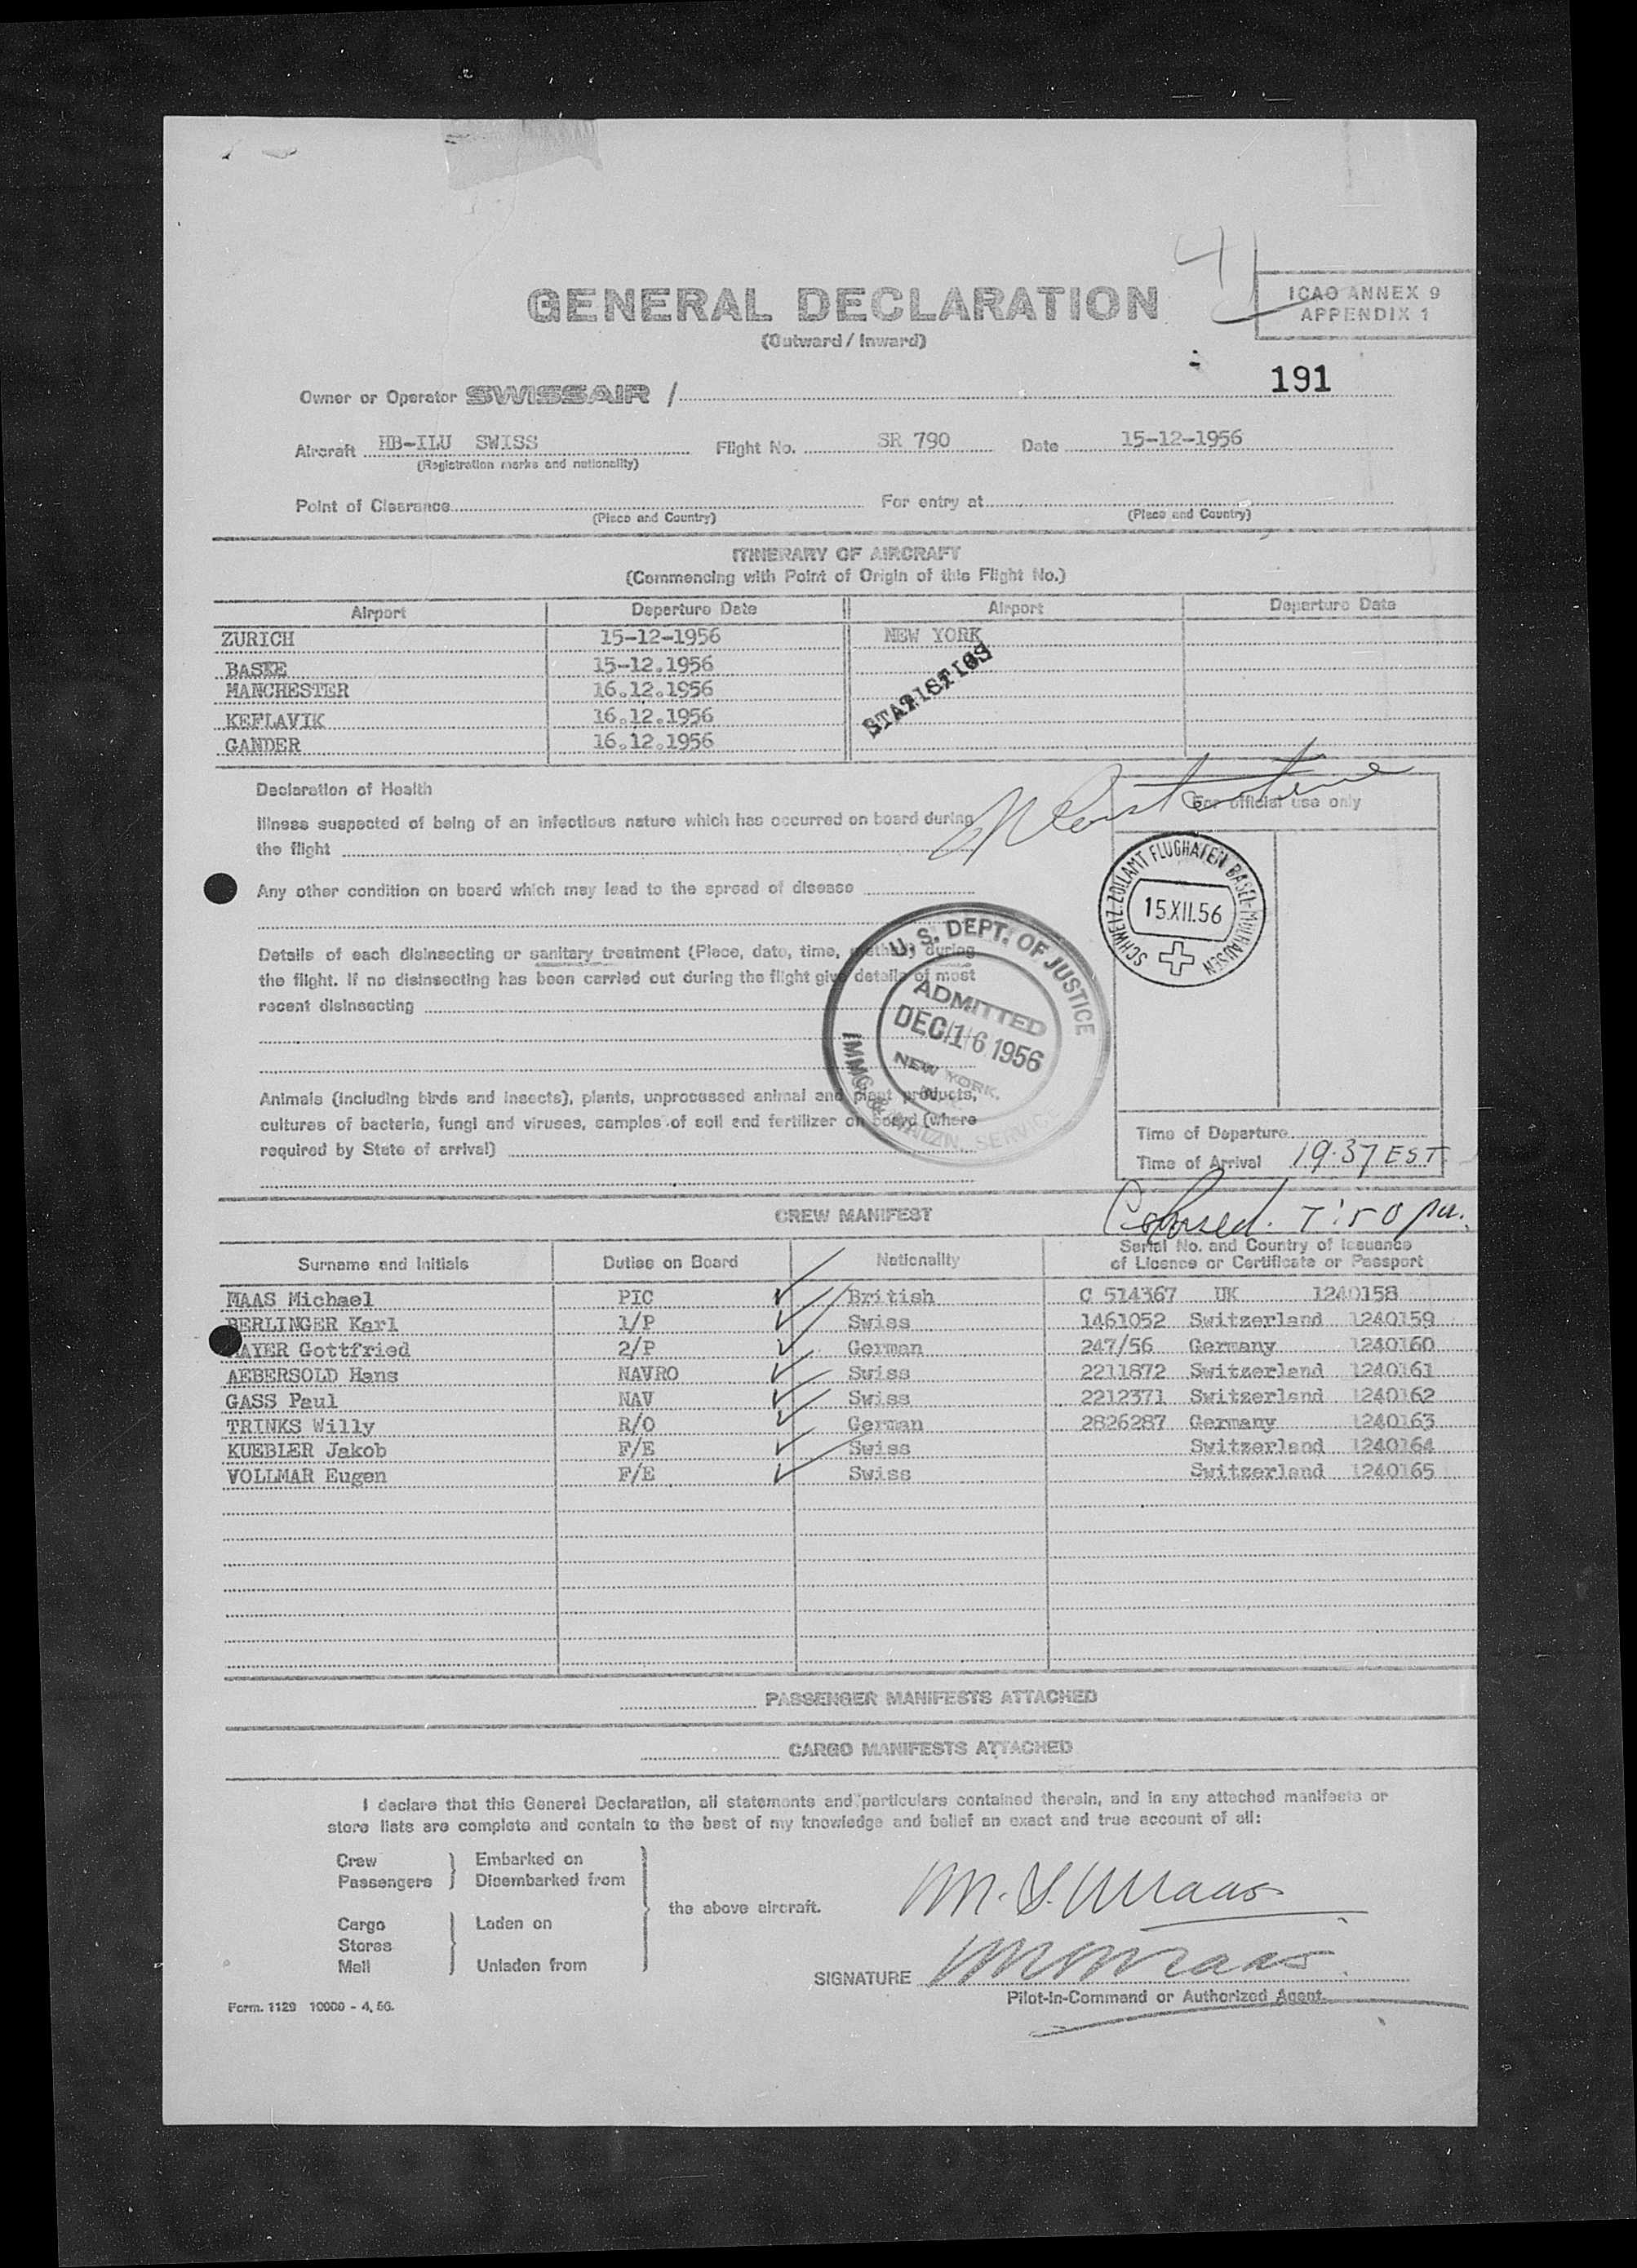 GENERAL DECLARATION
(Outward / Inward)
ICAO ANNEX 9
APPENDIX 1
191
Owner or Operator SWISSAIR /
Aircraft HB-ILU SWISS Flight No. SR 790 Date 15-12-1956
(Registration marks and nationality)
Point of Clearance For entry at
(Place and Country) (Place and Country)
ITINERARY OF AIRCRAFT
(Commencing with Point of Origin of this Flight No.)
Airport Departure Date Airport Departure Date
ZURICH 15-12-1956 NEW YORK
15-12.1956
MANCHESTER 16.12.1956
KEFLAVIK 16.12.1956
GANDER 16.12.1956
STATISTICS
Declaration of Health
For official use only
Illness suspected of being of an infectious nature which has occurred on board during
the flight
Any other condition on board which may lead to the spread of disease
SCHWEIZ. ZOLLAMT FLUGHAFEN BASEL-MULHAUSEN
15.XII.56
Details of each disinsecting or sanitary treatment (Place, date, time, method) during
the flight. If no disinsecting has been carried out during the flight give details of most
recent disinsecting
U. S. DEPT. OF JUSTICE
ADMITTED
DEC 16 1956
NEW YORK,
IMMG. & NATZN. SERVICE
Animals (including birds and insects), plants, unprocessed animal and plant products,
cultures of bacteria, fungi and viruses, samples of soil and fertilizer on board (where
required by State of arrival)
Time of Departure
Time of Arrival 19.37 EST
7:50 pm.
CREW MANIFEST
Surname and Initials Duties on Board Nationality Serial No. and Country of Issuance
of Licence or Certificate or Passport
MAAS Michael PIC British C 514367 UK 1240158
BERLINGER Karl 1/P Swiss 1461052 Switzerland 1240159
MAYER Gottfried 2/P German 247/56 Germany 1240160
AEBERSOLD Hans NAVRO Swiss 2211872 Switzerland 1240161
GASS Paul NAV Swiss 2212371 Switzerland 1240162
TRINKS Willy R/O German 2826287 Germany 1240163
KUEBLER Jakob F/E Swiss Switzerland 1240164
VOLLMAR Eugen F/E Swiss Switzerland 1240165
PASSENGER MANIFESTS ATTACHED
CARGO MANIFESTS ATTACHED
I declare that this General Declaration, all statements and particulars contained therein, and in any attached manifests or
store lists are complete and contain to the best of my knowledge and belief an exact and true account of all:
Crew Embarked on
Passengers Disembarked from
the above aircraft.
Cargo Laden on
Stores
Mail Unladen from
M. S. Maas
SIGNATURE
Pilot-in-Command or Authorized Agent.
Form. 1129 10000 - 4. 56.